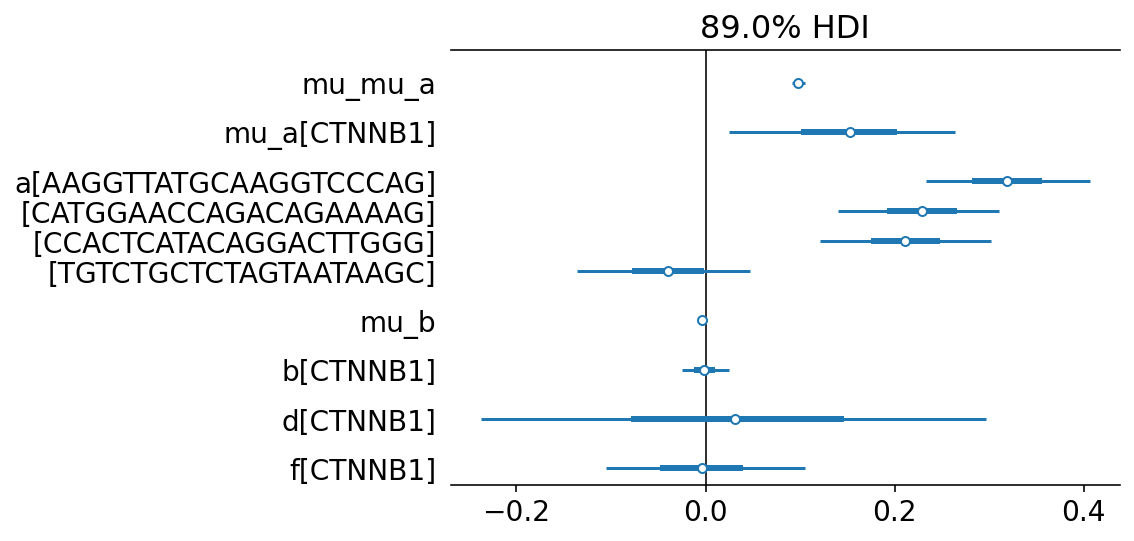 89.0% HDI
mu_mu_a
mu_a[CTNNB1]
a[AAGGTTATGCAAGGTCCCAG]
[CATGGAACCAGACAGAAAAG]
[CCACTCATACAGGACTTGGG]
[TGTCTGCTCTAGTAATAAGC]
mu_b
b[CTNNB1]
d[CTNNB1]
f[CTNNB1]
−0.2 0.0 0.2 0.4